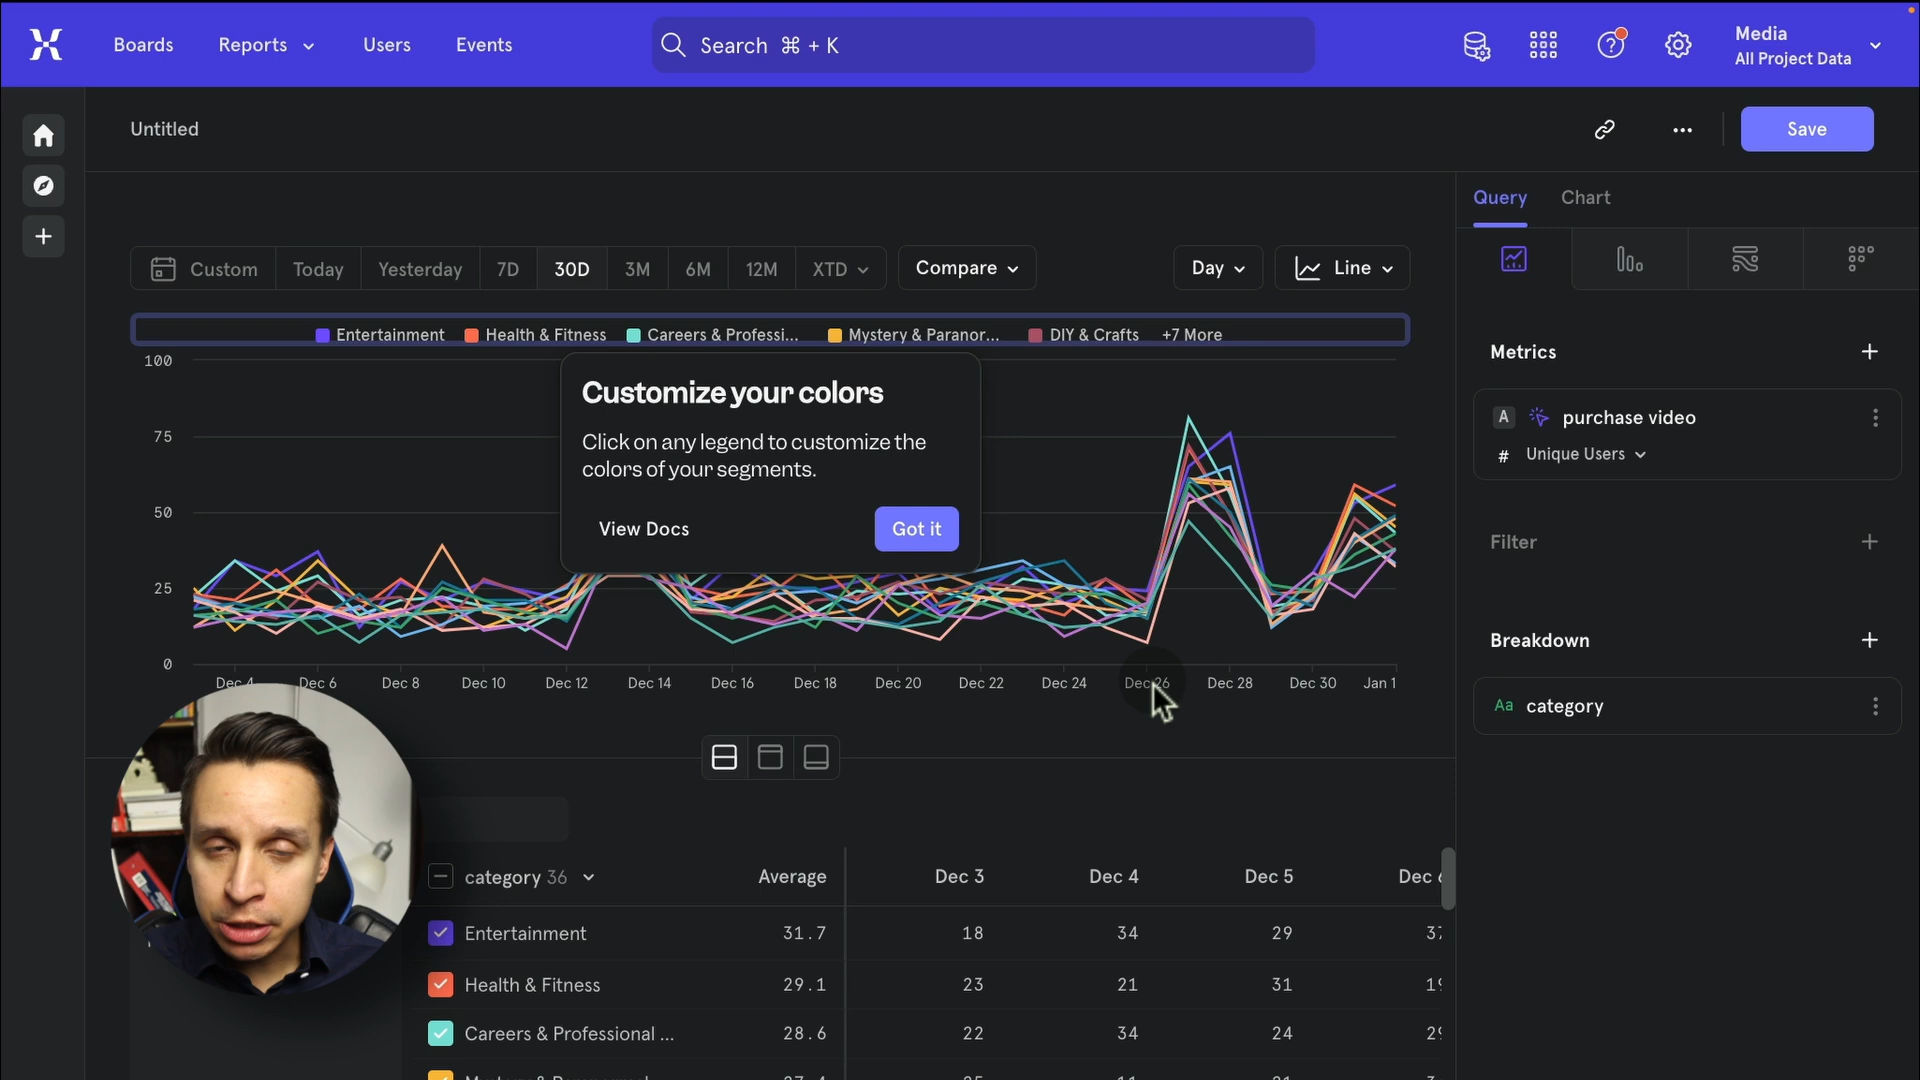 Boards Reports Users Events Search ⌘ + K Media
All Project Data
Untitled Save
Query Chart
Custom Today Yesterday 7D 30D 3M 6M 12M XTD Compare Day Line
Entertainment Health & Fitness Careers & Professi... Mystery & Paranor... DIY & Crafts +7 More
100
75
50
25
0
Customize your colors
Click on any legend to customize the
colors of your segments.
View Docs Got it
Dec 4 Dec 6 Dec 8 Dec 10 Dec 12 Dec 14 Dec 16 Dec 18 Dec 20 Dec 22 Dec 24 Dec 26 Dec 28 Dec 30 Jan 1
Metrics
A purchase video
# Unique Users
Filter
Breakdown
Aa category
category 36 Average Dec 3 Dec 4 Dec 5 Dec
Entertainment 31.7 18 34 29 37
Health & Fitness 29.1 23 21 31 19
Careers & Professional ... 28.6 22 34 24 29